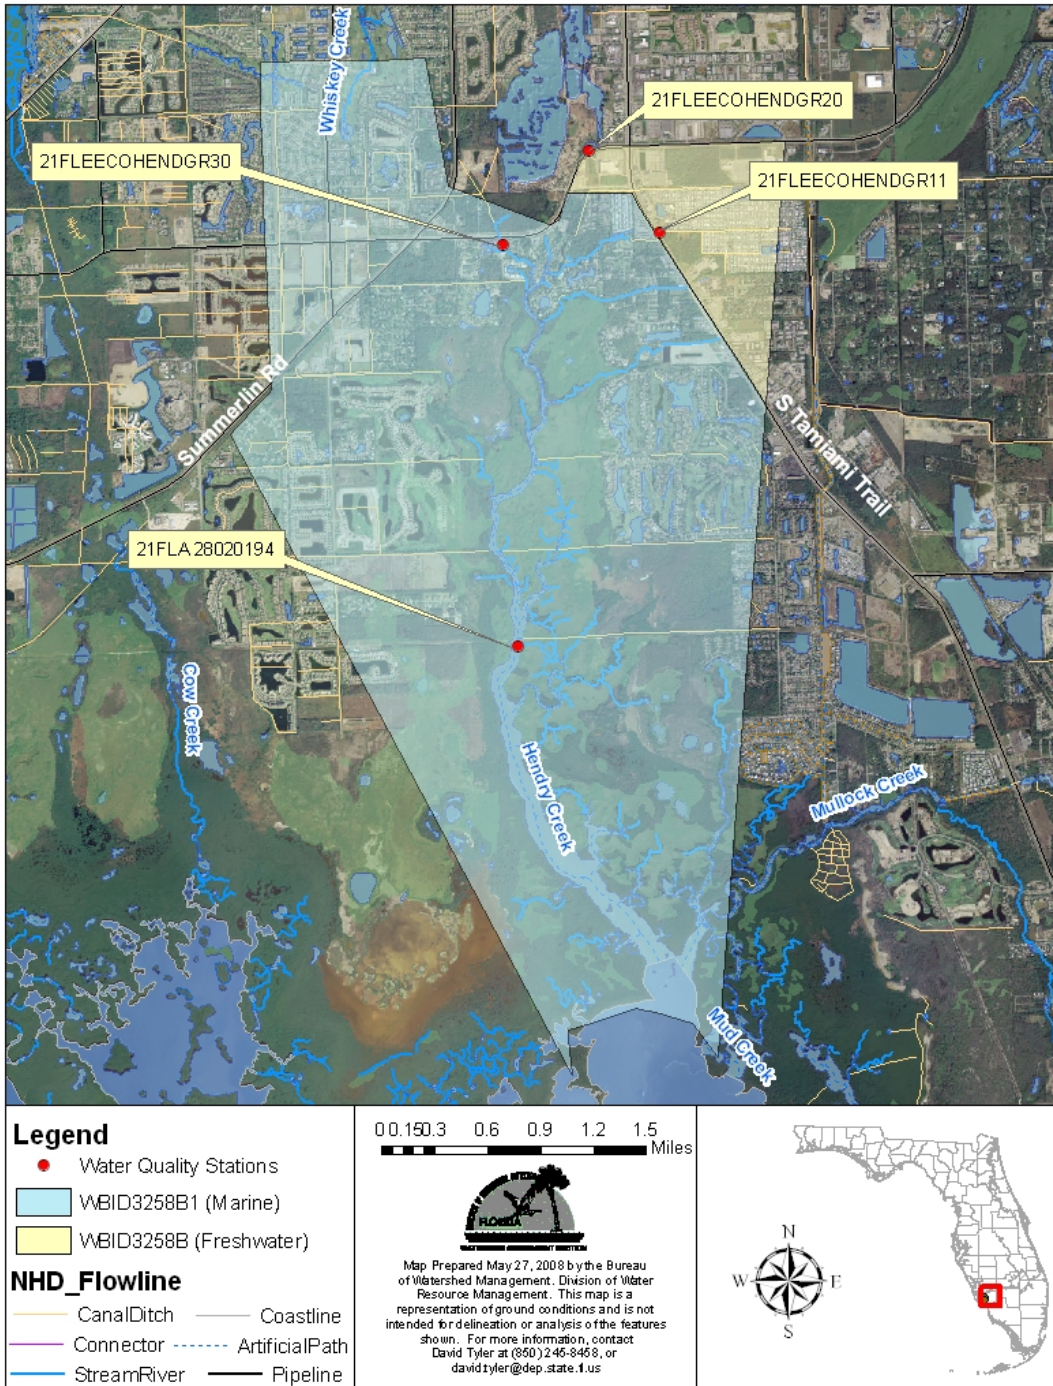 Whiskey Creek
21FLEECOHENDGR20
21FLEECOHENDGR30
21FLEECOHENDGR11
Summerlin Rd
S Tamiami Trail
21FLA 28020194
Cow Creek
Hendry Creek
Mullock Creek
Mud Creek
Legend
Water Quality Stations
WBID3258B1 (Marine)
WBID3258B (Freshwater)
NHD_Flowline
CanalDitch
Coastline
Connector
ArtificialPath
StreamRiver
Pipeline
0 0.15 0.3 0.6 0.9 1.2 1.5
Miles
FLORIDA
Map Prepared May 27, 2008 by the Bureau
of Watershed Management. Division of Water
Resource Management. This map is a
representation of ground conditions and is not
intended for delineation or analysis of the features
shown. For more information, contact
David Tyler at (850) 245-8458, or
david.tyler@dep.state.fl.us
N
W E
S